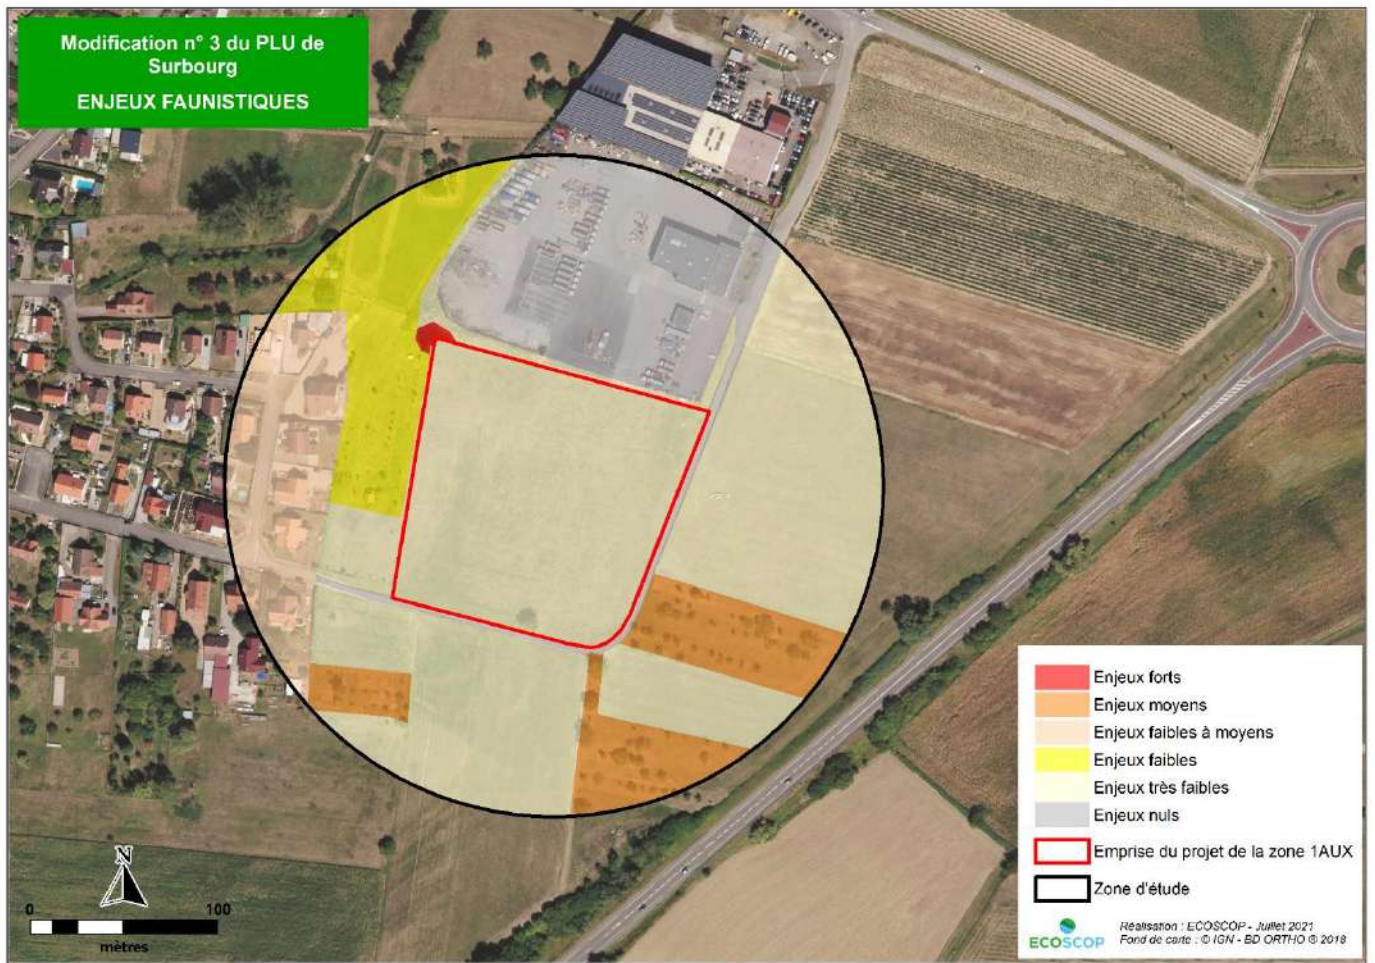 Modification n° 3 du PLU de
Surbourg
ENJEUX FAUNISTIQUES
Enjeux forts
Enjeux moyens
Enjeux faibles à moyens
Enjeux faibles
Enjeux très faibles
Enjeux nuls
Emprise du projet de la zone 1AUX
Zone d'étude
N
0 100
mètres
ECOSCOP
Réalisation : ECOSCOP - Juillet 2021
Fond de carte : © IGN - BD ORTHO ® 2018